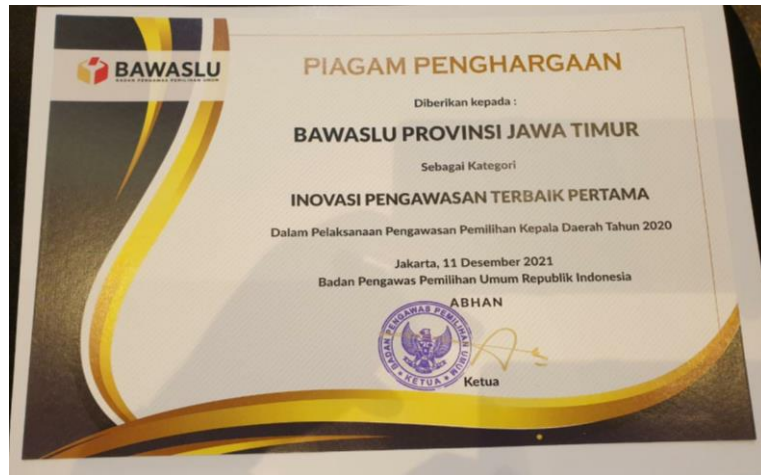 BAWASLU
BADAN PENGAWAS PEMILIHAN UMUM
PIAGAM PENGHARGAAN
Diberikan kepada :
BAWASLU PROVINSI JAWA TIMUR
Sebagai Kategori
INOVASI PENGAWASAN TERBAIK PERTAMA
Dalam Pelaksanaan Pengawasan Pemilihan Kepala Daerah Tahun 2020
Jakarta, 11 Desember 2021
Badan Pengawas Pemilihan Umum Republik Indonesia
ABHAN
BADAN PENGAWAS PEMILIHAN UMUM
KETUA
Ketua